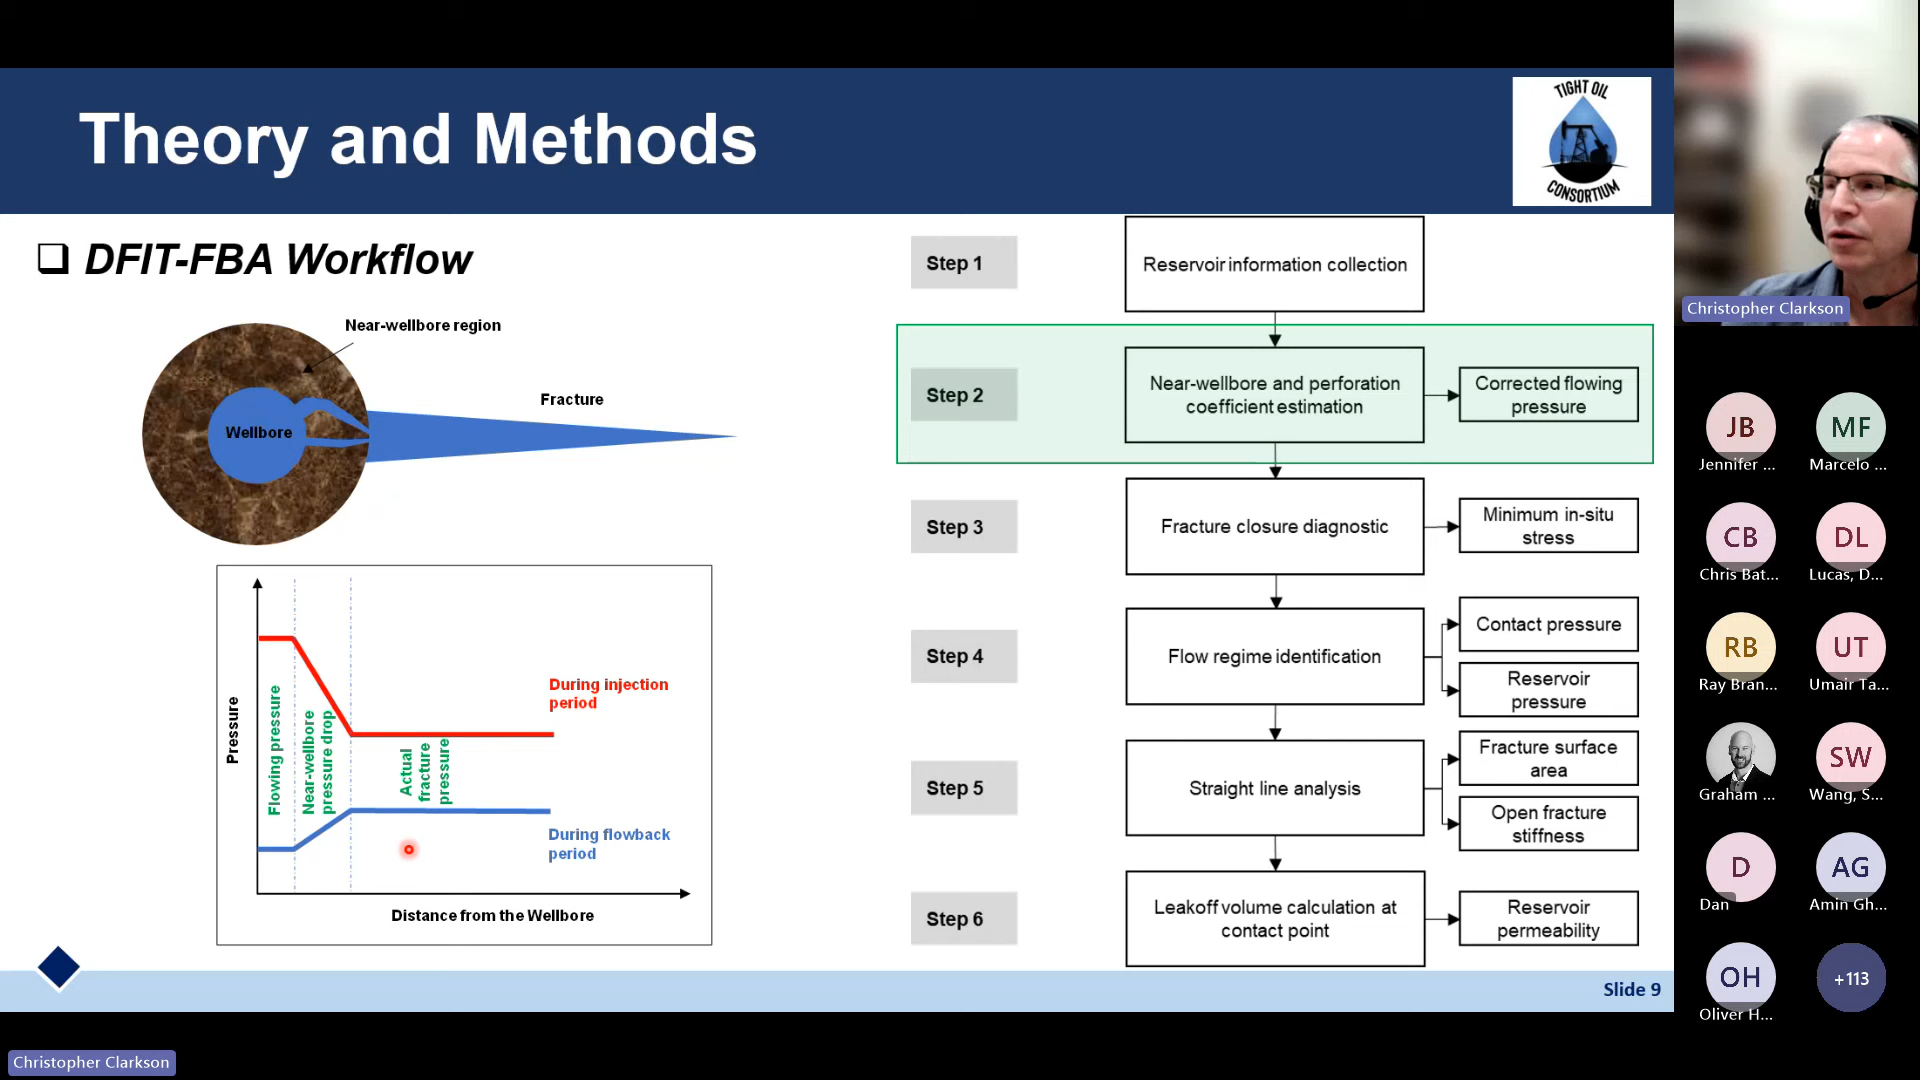 Theory and Methods
TIGHT OIL
CONSORTIUM
❑ DFIT-FBA Workflow
Near-wellbore region
Fracture
Wellbore
Pressure
Flowing pressure
Near-wellbore
pressure drop
Actual
fracture
pressure
During injection
period
During flowback
period
Distance from the Wellbore
Step 1
Reservoir information collection
Step 2
Near-wellbore and perforation
coefficient estimation
Corrected flowing
pressure
Step 3
Fracture closure diagnostic
Minimum in-situ
stress
Step 4
Flow regime identification
Contact pressure
Reservoir
pressure
Step 5
Straight line analysis
Fracture surface
area
Open fracture
stiffness
Step 6
Leakoff volume calculation at
contact point
Reservoir
permeability
Slide 9
Christopher Clarkson
JB
Jennifer ...
MF
Marcelo ...
CB
Chris Bat...
DL
Lucas, D...
RB
Ray Bran...
UT
Umair Ta...
Graham ...
SW
Wang, S...
D
Dan
AG
Amin Gh...
OH
Oliver H...
+113
Christopher Clarkson